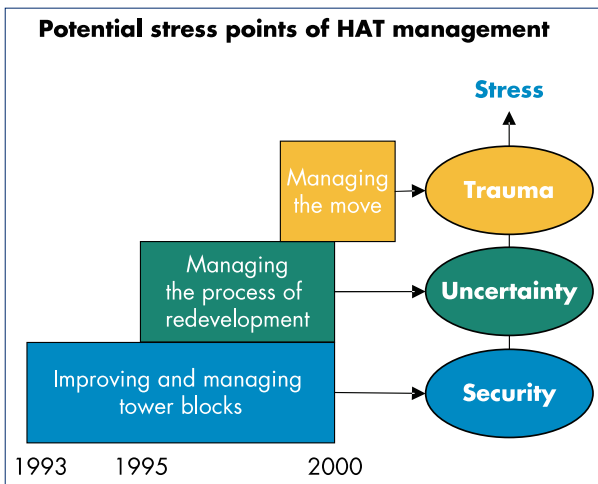 Potential stress points of HAT management
Stress
Managing
the move
Trauma
Managing
the process of
redevelopment
Uncertainty
Improving and managing
tower blocks
Security
1993 1995 2000